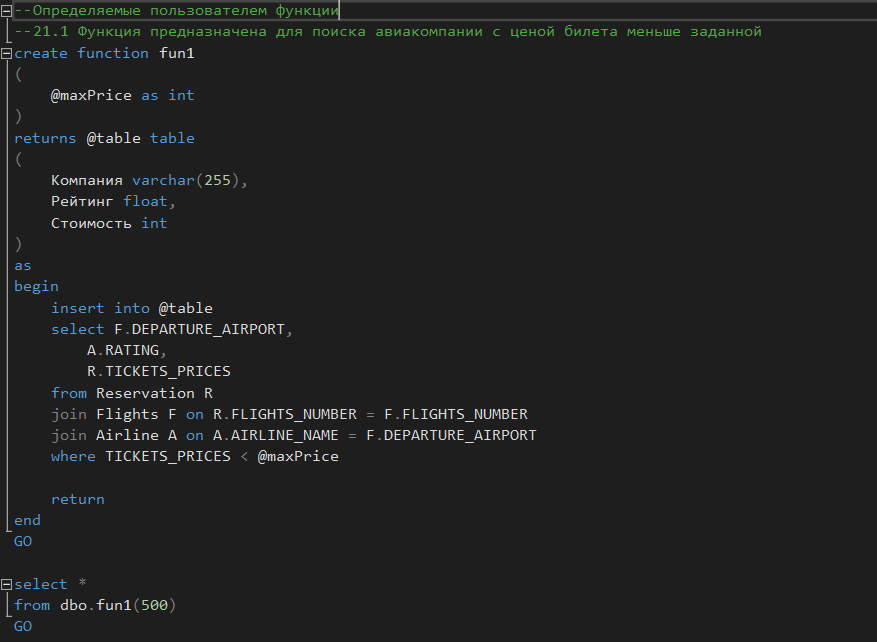 --Определяемые пользователем функции
--21.1 Функция предназначена для поиска авиакомпании с ценой билета меньше заданной
create function fun1
(
    @maxPrice as int
)
returns @table table
(
    Компания varchar(255),
    Рейтинг float,
    Стоимость int
)
as
begin
    insert into @table
    select F.DEPARTURE_AIRPORT,
        A.RATING,
        R.TICKETS_PRICES
    from Reservation R
    join Flights F on R.FLIGHTS_NUMBER = F.FLIGHTS_NUMBER
    join Airline A on A.AIRLINE_NAME = F.DEPARTURE_AIRPORT
    where TICKETS_PRICES < @maxPrice

    return
end
GO

select *
from dbo.fun1(500)
GO